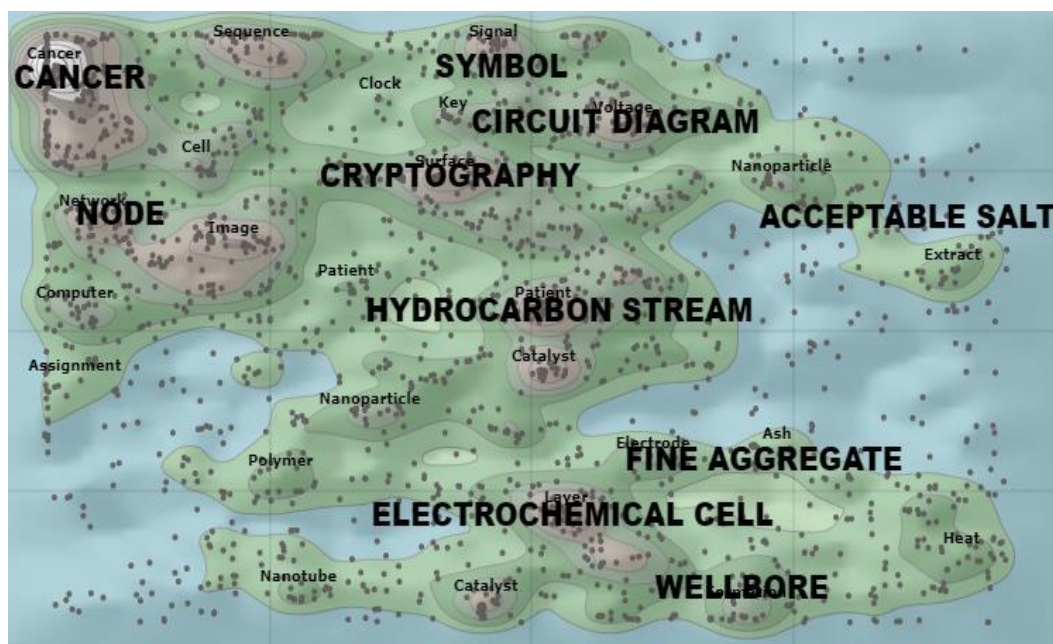 Sequence
Signal
Cancer
CANCER
SYMBOL
Clock
Key
Voltage
CIRCUIT DIAGRAM
Cell
Surface
CRYPTOGRAPHY
Nanoparticle
Network
NODE
ACCEPTABLE SALT
Image
Extract
Patient
Computer
Patient
HYDROCARBON STREAM
Catalyst
Assignment
Nanoparticle
Ash
Electrode
Polymer
FINE AGGREGATE
Layer
ELECTROCHEMICAL CELL
Heat
Nanotube
Catalyst
WELLBORE